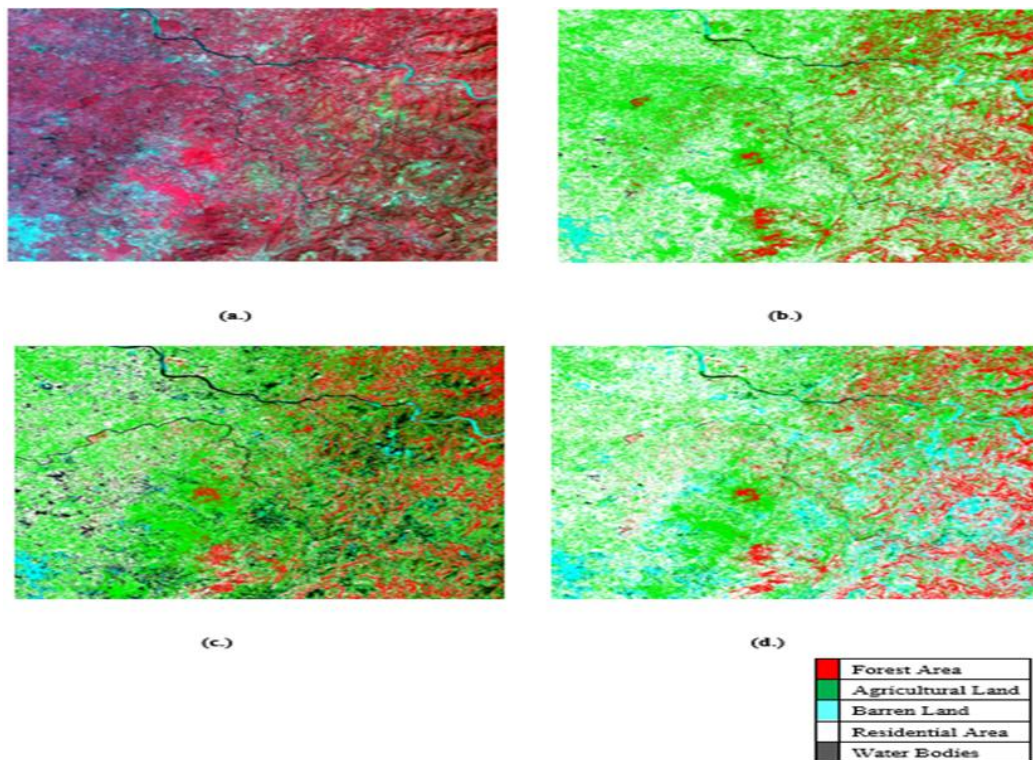 (a.)
(b.)
(c.)
(d.)
Forest Area
Agricultural Land
Barren Land
Residential Area
Water Bodies